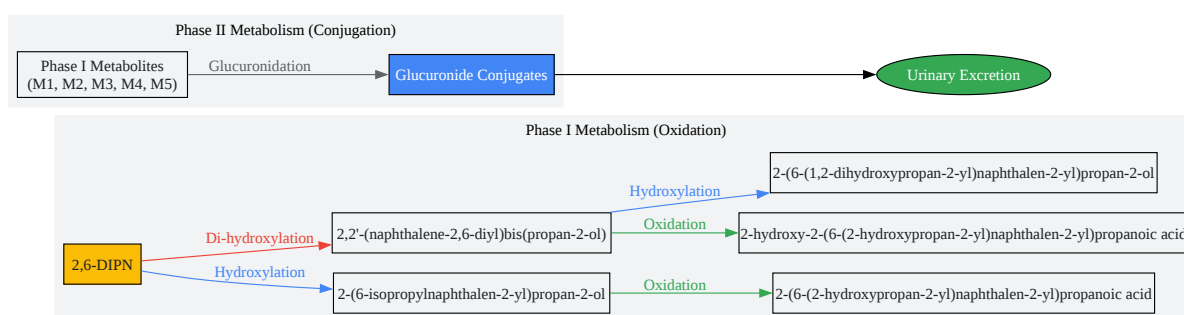 Phase II Metabolism (Conjugation)
Phase I Metabolites
(M1, M2, M3, M4, M5)
Glucuronidation
Glucuronide Conjugates
Urinary Excretion
Phase I Metabolism (Oxidation)
2,6-DIPN
Di-hydroxylation
Hydroxylation
2,2'-(naphthalene-2,6-diyl)bis(propan-2-ol)
2-(6-isopropylnaphthalen-2-yl)propan-2-ol
Hydroxylation
Oxidation
Oxidation
2-(6-(1,2-dihydroxypropan-2-yl)naphthalen-2-yl)propan-2-ol
2-hydroxy-2-(6-(2-hydroxypropan-2-yl)naphthalen-2-yl)propanoic acid
2-(6-(2-hydroxypropan-2-yl)naphthalen-2-yl)propanoic acid